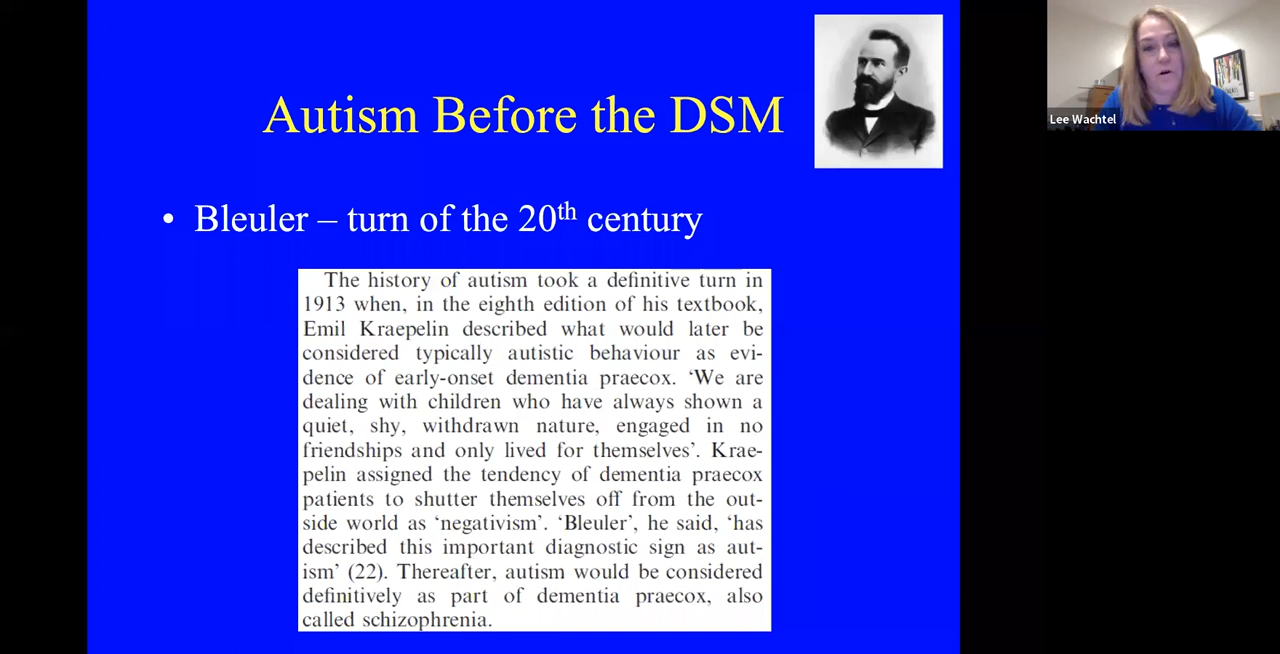 Autism Before the DSM
Lee Wachtel
• Bleuler – turn of the 20th century
The history of autism took a definitive turn in
1913 when, in the eighth edition of his textbook,
Emil Kraepelin described what would later be
considered typically autistic behaviour as evi-
dence of early-onset dementia praecox. ‘We are
dealing with children who have always shown a
quiet, shy, withdrawn nature, engaged in no
friendships and only lived for themselves’. Krae-
pelin assigned the tendency of dementia praecox
patients to shutter themselves off from the out-
side world as ‘negativism’. ‘Bleuler’, he said, ‘has
described this important diagnostic sign as aut-
ism’ (22). Thereafter, autism would be considered
definitively as part of dementia praecox, also
called schizophrenia.